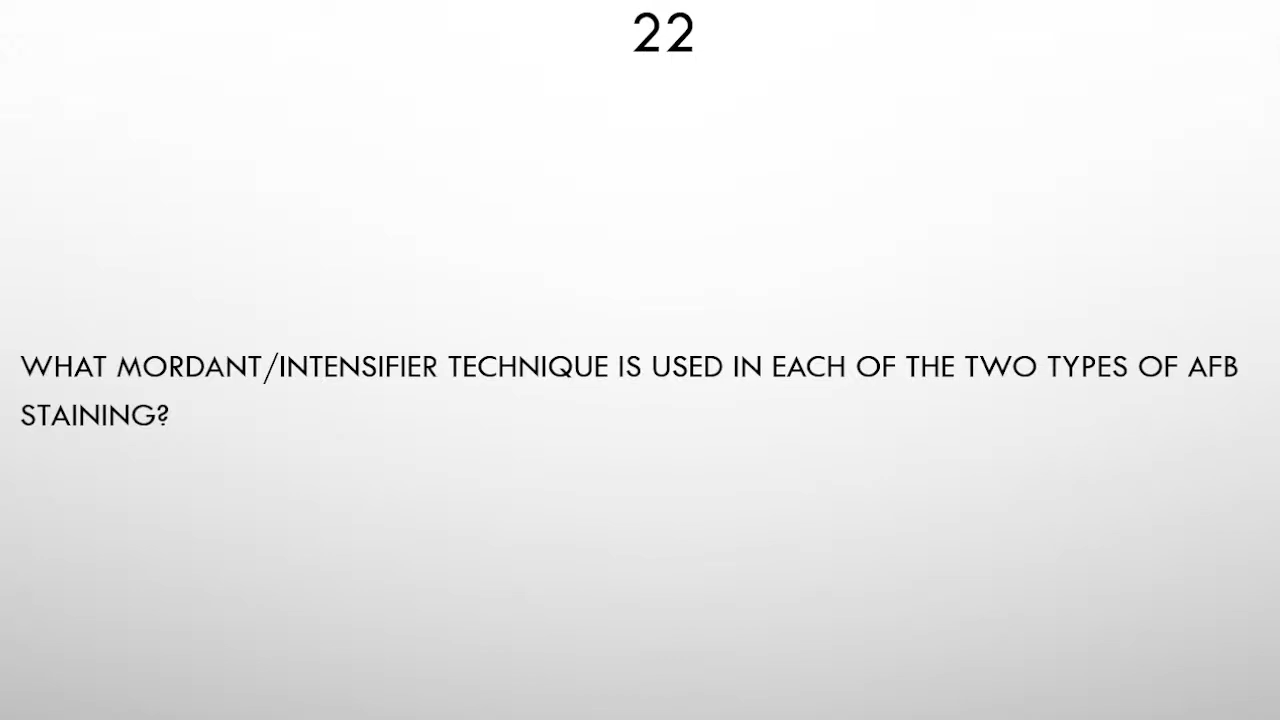 22
WHAT MORDANT/INTENSIFIER TECHNIQUE IS USED IN EACH OF THE TWO TYPES OF AFB
STAINING?